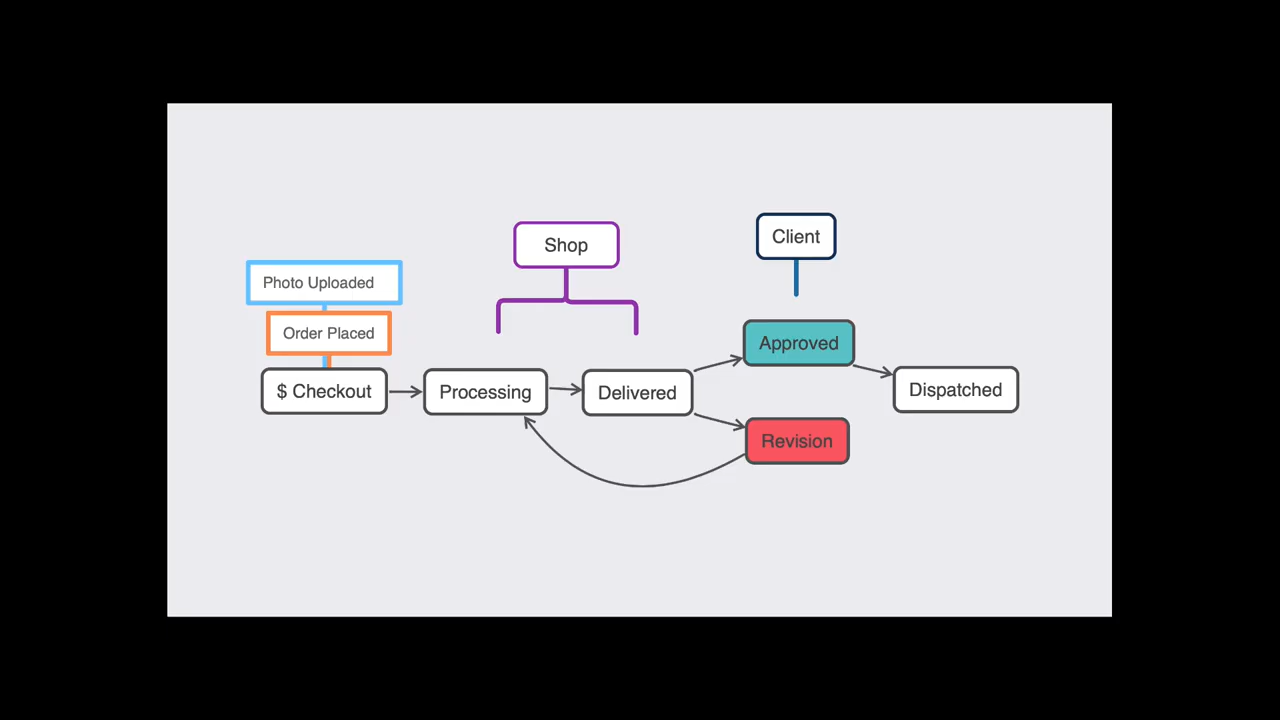 Shop
Client
Photo Uploaded
Order Placed
$ Checkout
Processing
Delivered
Approved
Revision
Dispatched